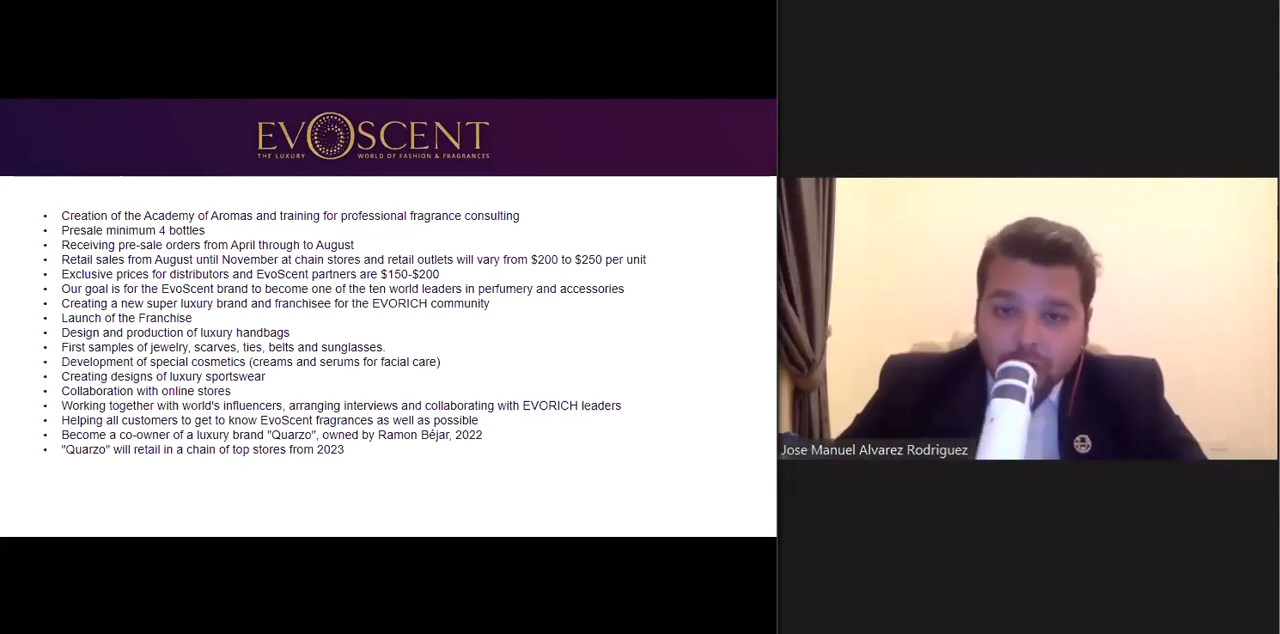 EVOSCENT
THE LUXURY WORLD OF FASHION & FRAGRANCES
• Creation of the Academy of Aromas and training for professional fragrance consulting
• Presale minimum 4 bottles
• Receiving pre-sale orders from April through to August
• Retail sales from August until November at chain stores and retail outlets will vary from $200 to $250 per unit
• Exclusive prices for distributors and EvoScent partners are $150-$200
• Our goal is for the EvoScent brand to become one of the ten world leaders in perfumery and accessories
• Creating a new super luxury brand and franchisee for the EVORICH community
• Launch of the Franchise
• Design and production of luxury handbags
• First samples of jewelry, scarves, ties, belts and sunglasses.
• Development of special cosmetics (creams and serums for facial care)
• Creating designs of luxury sportswear
• Collaboration with online stores
• Working together with world's influencers, arranging interviews and collaborating with EVORICH leaders
• Helping all customers to get to know EvoScent fragrances as well as possible
• Become a co-owner of a luxury brand "Quarzo", owned by Ramon Béjar, 2022
• "Quarzo" will retail in a chain of top stores from 2023
Jose Manuel Alvarez Rodriguez